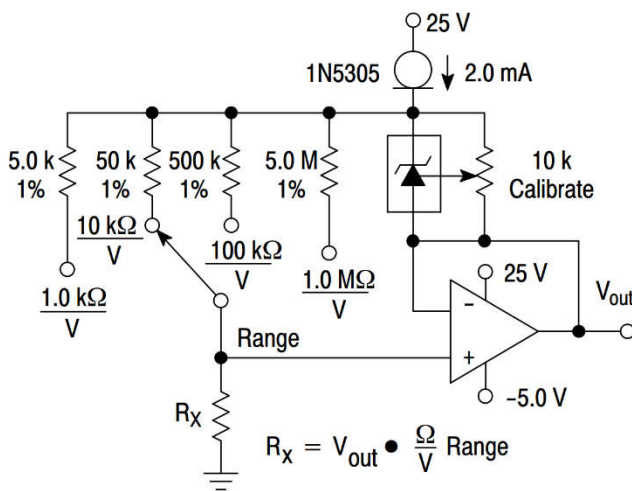 25 V
1N5305
2.0 mA
5.0 k
1%
50 k
1%
500 k
1%
5.0 M
1%
10 k
Calibrate
10 kΩ
V
100 kΩ
V
1.0 kΩ
V
1.0 MΩ
V
25 V
Vout
–
+
Range
–5.0 V
RX
RX = Vout ● Ω/V Range